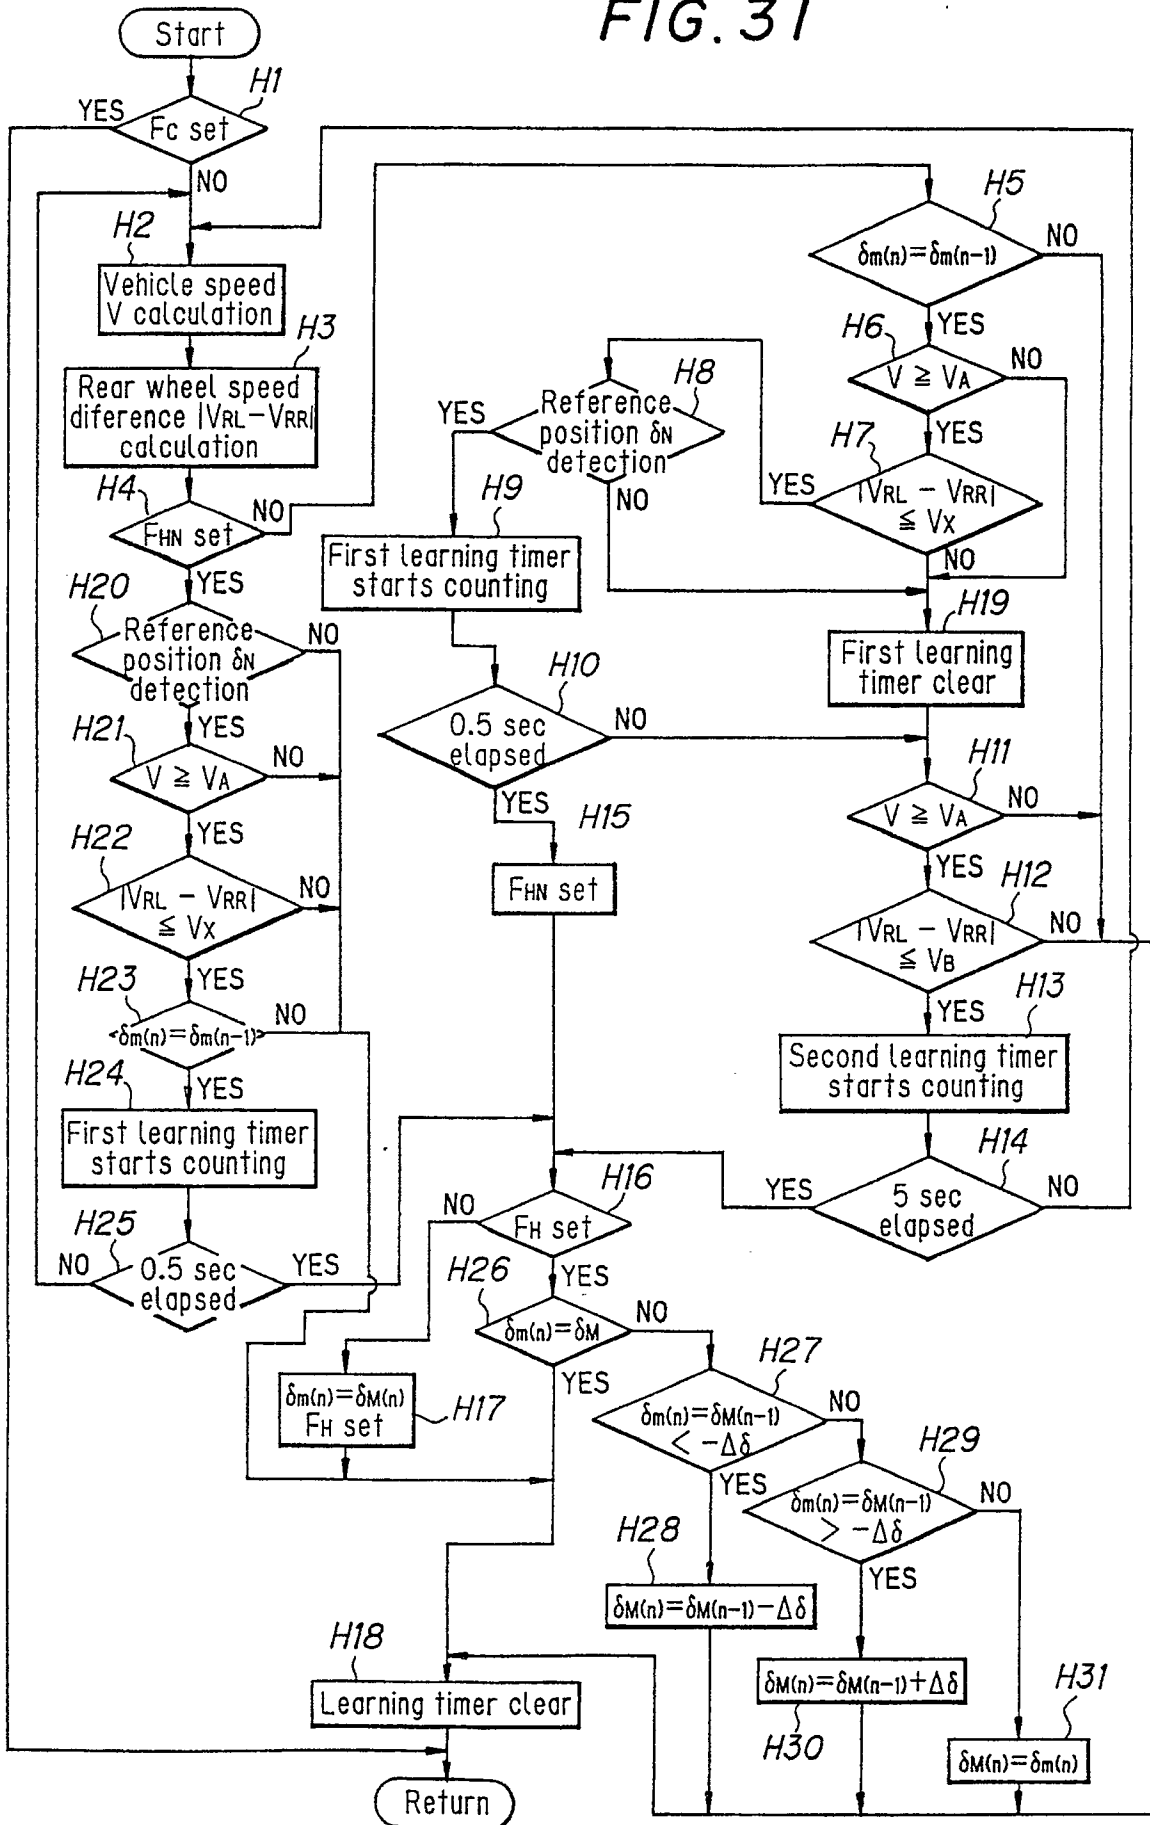 FIG. 31
Start
H1
YES
Fc set
NO
H2
Vehicle speed
V calculation
H3
Rear wheel speed
diference |VRL-VRR|
calculation
H4
FHN set
NO
YES
H20
Reference
position δN
detection
NO
YES
H21
V ≧ VA
NO
YES
H22
|VRL - VRR|
≦ VX
NO
YES
H23
δm(n)=δm(n-1)
NO
YES
H24
First learning timer
starts counting
H25
NO
0.5 sec
elapsed
YES
H5
δm(n)=δm(n-1)
NO
YES
H6
V ≧ VA
NO
YES
H7
|VRL - VRR|
≦ VX
YES
NO
H8
Reference
position δN
detection
YES
NO
H9
First learning timer
starts counting
H10
0.5 sec
elapsed
NO
YES
H15
FHN set
H19
First learning
timer clear
H11
V ≧ VA
NO
YES
H12
|VRL - VRR|
≦ VB
NO
YES
H13
Second learning timer
starts counting
H14
YES
5 sec
elapsed
NO
H16
NO
FH set
YES
H26
δm(n)=δM
NO
YES
δm(n)=δM(n)
FH set
H17
H27
δm(n)=δM(n-1)
< -Δδ
NO
YES
H28
δM(n)=δM(n-1)-Δδ
H29
δm(n)=δM(n-1)
> -Δδ
NO
YES
δM(n)=δM(n-1)+Δδ
H30
H31
δM(n)=δm(n)
H18
Learning timer clear
Return